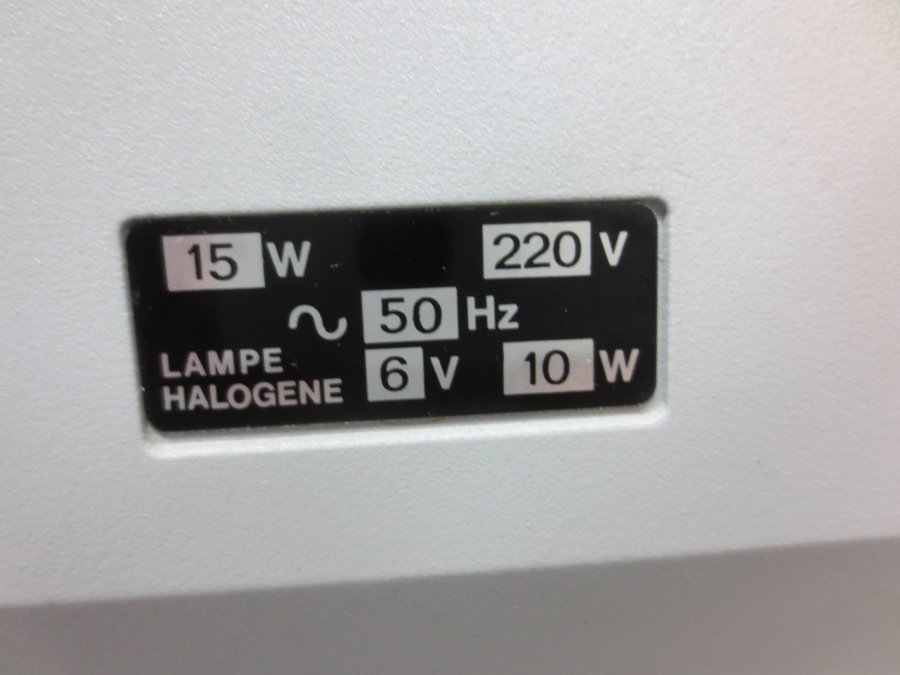 15 W 220 V
~ 50 Hz
LAMPE
HALOGENE 6 V 10 W